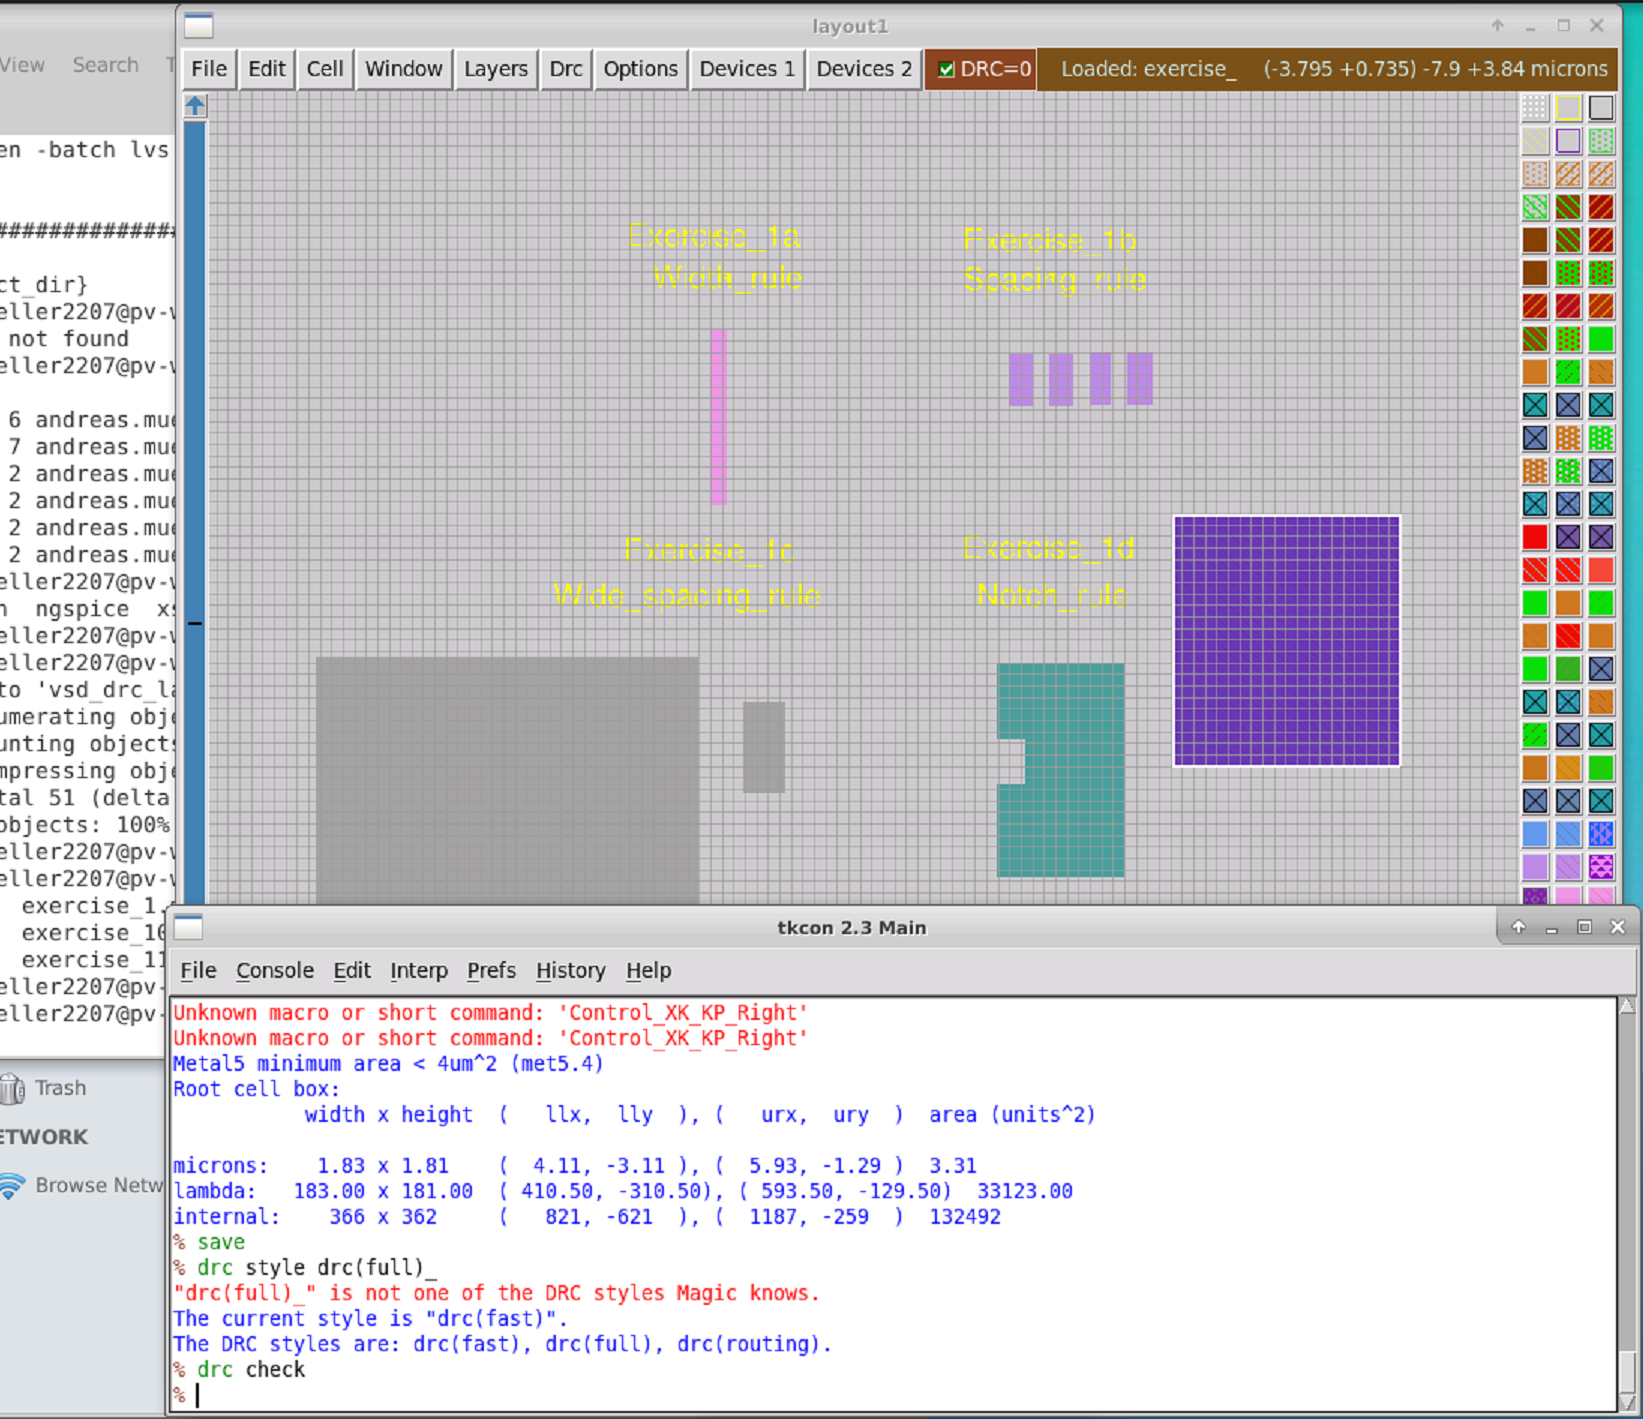 layout1
File Edit Cell Window Layers Drc Options Devices 1 Devices 2 DRC=0 Loaded: exercise_ (-3.795 +0.735) -7.9 +3.84 microns
View Search T
en -batch lvs
#############
ct_dir}
eller2207@pv-w
not found
eller2207@pv-w
6 andreas.mue
7 andreas.mue
2 andreas.mue
2 andreas.mue
2 andreas.mue
2 andreas.mue
eller2207@pv-w
n ngspice xs
eller2207@pv-w
eller2207@pv-w
to 'vsd_drc_la
umerating obje
unting objects
mpressing obje
tal 51 (delta
objects: 100%
eller2207@pv-w
eller2207@pv-w
exercise_1.
exercise_10
exercise_11
eller2207@pv-
eller2207@pv-
Trash
ETWORK
Browse Netw
Exercise_1a
Width_rule
Exercise_1b
Spacing_rule
Exercise_1c
Wide_spacing_rule
Exercise_1d
Notch_rule
tkcon 2.3 Main
File Console Edit Interp Prefs History Help
Unknown macro or short command: 'Control_XK_KP_Right'
Unknown macro or short command: 'Control_XK_KP_Right'
Metal5 minimum area < 4um^2 (met5.4)
Root cell box:
width x height ( llx, lly ), ( urx, ury ) area (units^2)
microns: 1.83 x 1.81 ( 4.11, -3.11 ), ( 5.93, -1.29 ) 3.31
lambda: 183.00 x 181.00 ( 410.50, -310.50), ( 593.50, -129.50) 33123.00
internal: 366 x 362 ( 821, -621 ), ( 1187, -259 ) 132492
% save
% drc style drc(full)_
"drc(full)_" is not one of the DRC styles Magic knows.
The current style is "drc(fast)".
The DRC styles are: drc(fast), drc(full), drc(routing).
% drc check
%